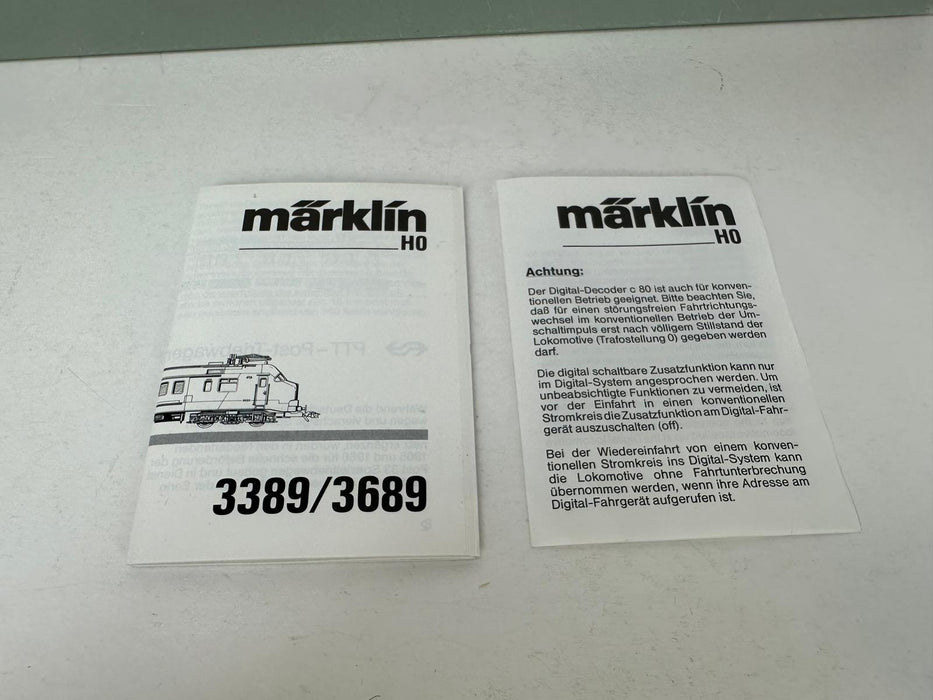 märklin
H0
3389/3689
märklin
H0
Achtung:
Der Digital-Decoder c 80 ist auch für konven-
tionellen Betrieb geeignet. Bitte beachten Sie,
daß für einen störungsfreien Fahrtrichtungs-
wechsel im konventionellen Betrieb der Um-
schaltimpuls erst nach völligem Stillstand der
Lokomotive (Trafostellung 0) gegeben werden
darf.
Die digital schaltbare Zusatzfunktion kann nur
im Digital-System angesprochen werden. Um
unbeabsichtigte Funktionen zu vermeiden, ist
vor der Einfahrt in einen konventionellen
Stromkreis die Zusatzfunktion am Digital-Fahr-
gerät auszuschalten (off).
Bei der Wiedereinfahrt von einem konven-
tionellen Stromkreis ins Digital-System kann
die Lokomotive ohne Fahrtunterbrechung
übernommen werden, wenn ihre Adresse am
Digital-Fahrgerät aufgerufen ist.